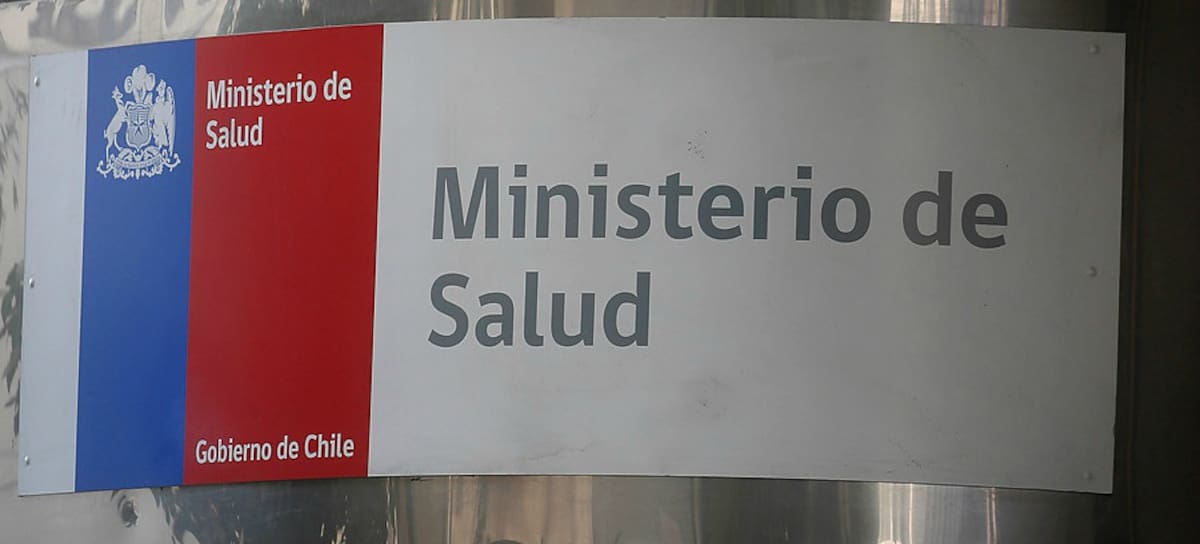 Ministerio de
Salud
Gobierno de Chile
Ministerio de
Salud